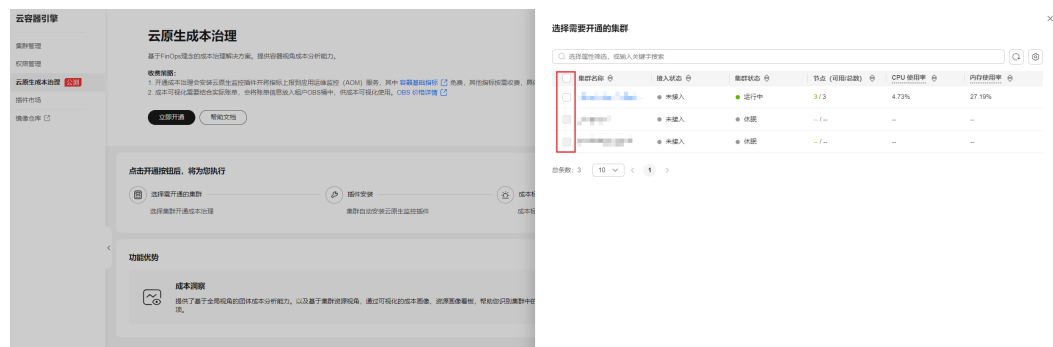 云容器引擎
集群管理
权限管理
云原生成本治理 公测
插件市场
镜像仓库
云原生成本治理
基于FinOps理念的成本治理解决方案。提供容器视角成本分析能力。
收费策略：
1. 开通成本治理会安装云原生监控插件并将指标上报到应用运维监控（AOM）服务，其中 容器基础指标 免费，其他指标按需收费，具
2. 成本可视化需要结合实际账单，会将账单信息放入租户OBS桶中，供成本可视化使用。OBS 价格详情
立即开通
帮助文档
点击开通按钮后，将为您执行
选择需开通的集群
插件安装
成本标
选择集群开通成本治理
集群自动安装云原生监控插件
成本标
功能优势
成本洞察
提供了基于全局视角的团体成本分析能力。以及基于集群资源视角，通过可视化的成本画像、资源画像看板，帮助您识别集群中的
项。
选择需要开通的集群
选择属性筛选，或输入关键字搜索
集群名称 接入状态 集群状态 节点（可用/总数） CPU 使用率 内存使用率
未接入 运行中 3 / 3 4.73% 27.19%
未接入 休眠 -- / -- -- --
未接入 休眠 -- / -- -- --
总条数：3 10 1